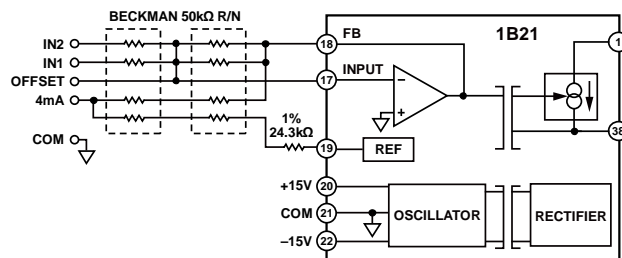 BECKMAN 50kΩ R/N
1B21
IN2
18
FB
1
IN1
OFFSET
17
INPUT
–
+
4mA
1%
24.3kΩ
38
COM
19
REF
+15V
20
COM
21
OSCILLATOR
RECTIFIER
–15V
22